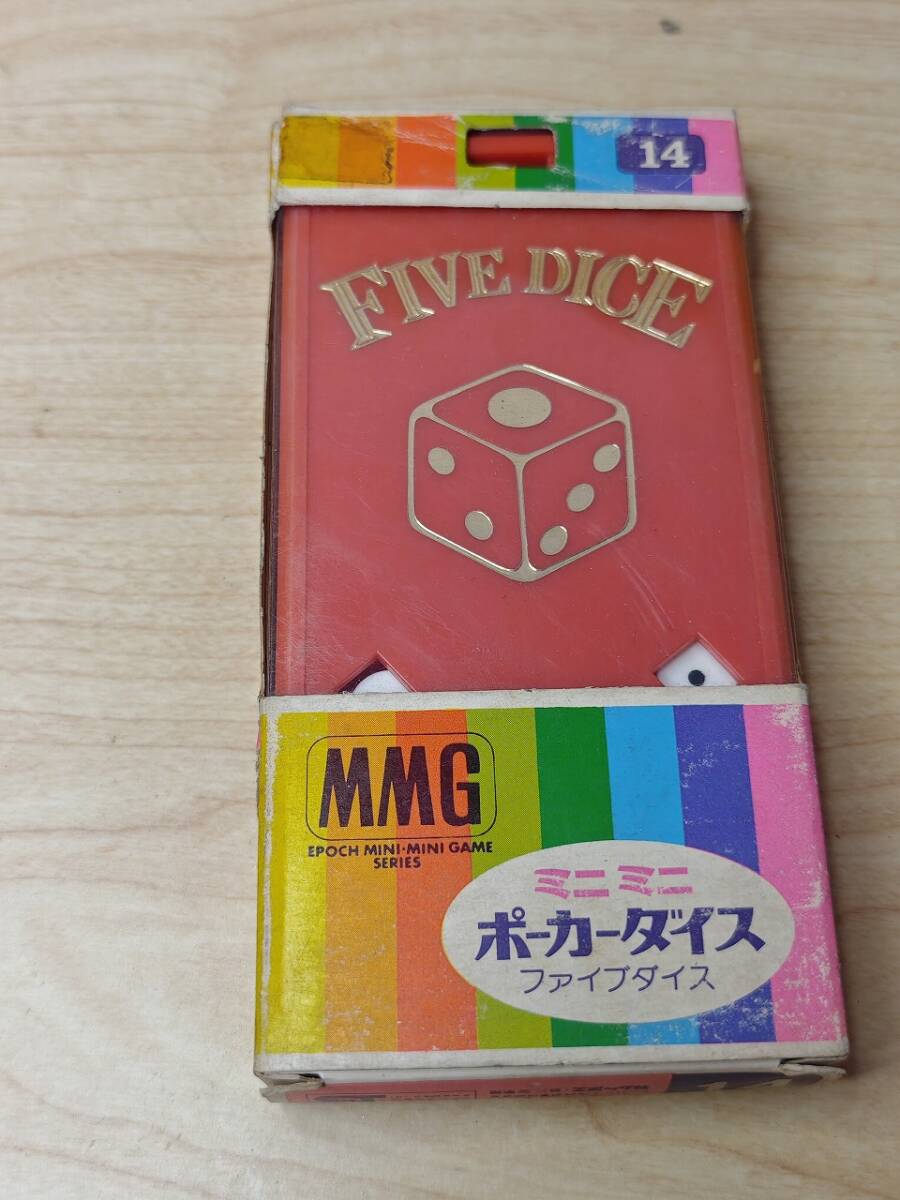 14
FIVE DICE
MMG
EPOCH MINI·MINI GAME
SERIES
ミニミニ
ポーカーダイス
ファイブダイス